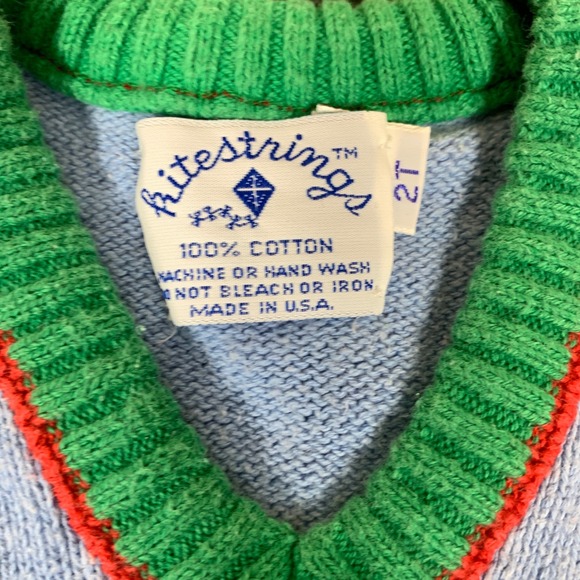 kitestrings™
100% COTTON
MACHINE OR HAND WASH
DO NOT BLEACH OR IRON
MADE IN U.S.A.
2T